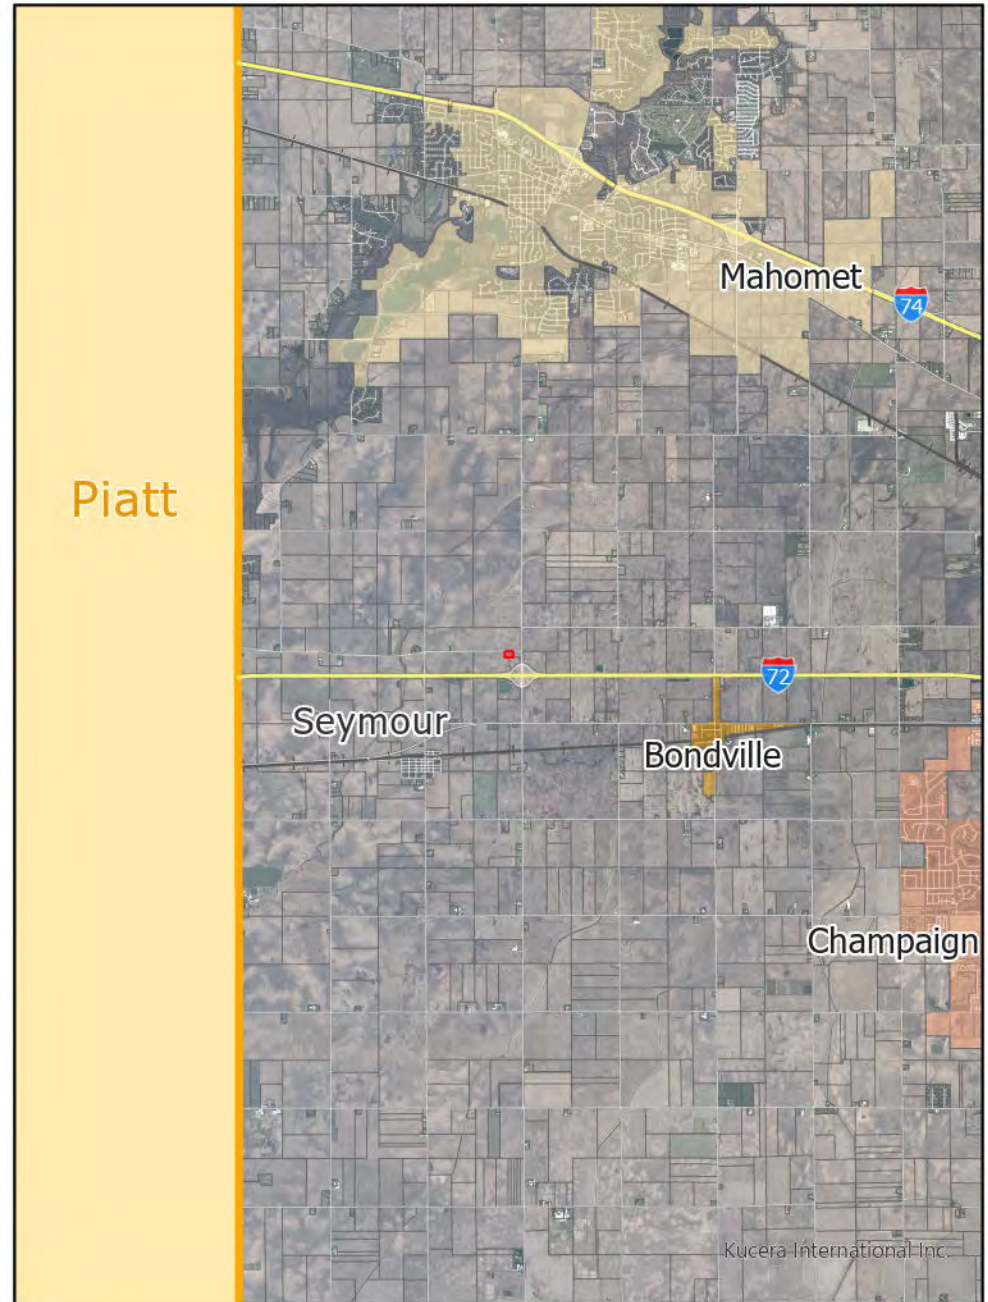 Mahomet
74
Piatt
72
Seymour
Bondville
Champaign
Kucera International Inc.